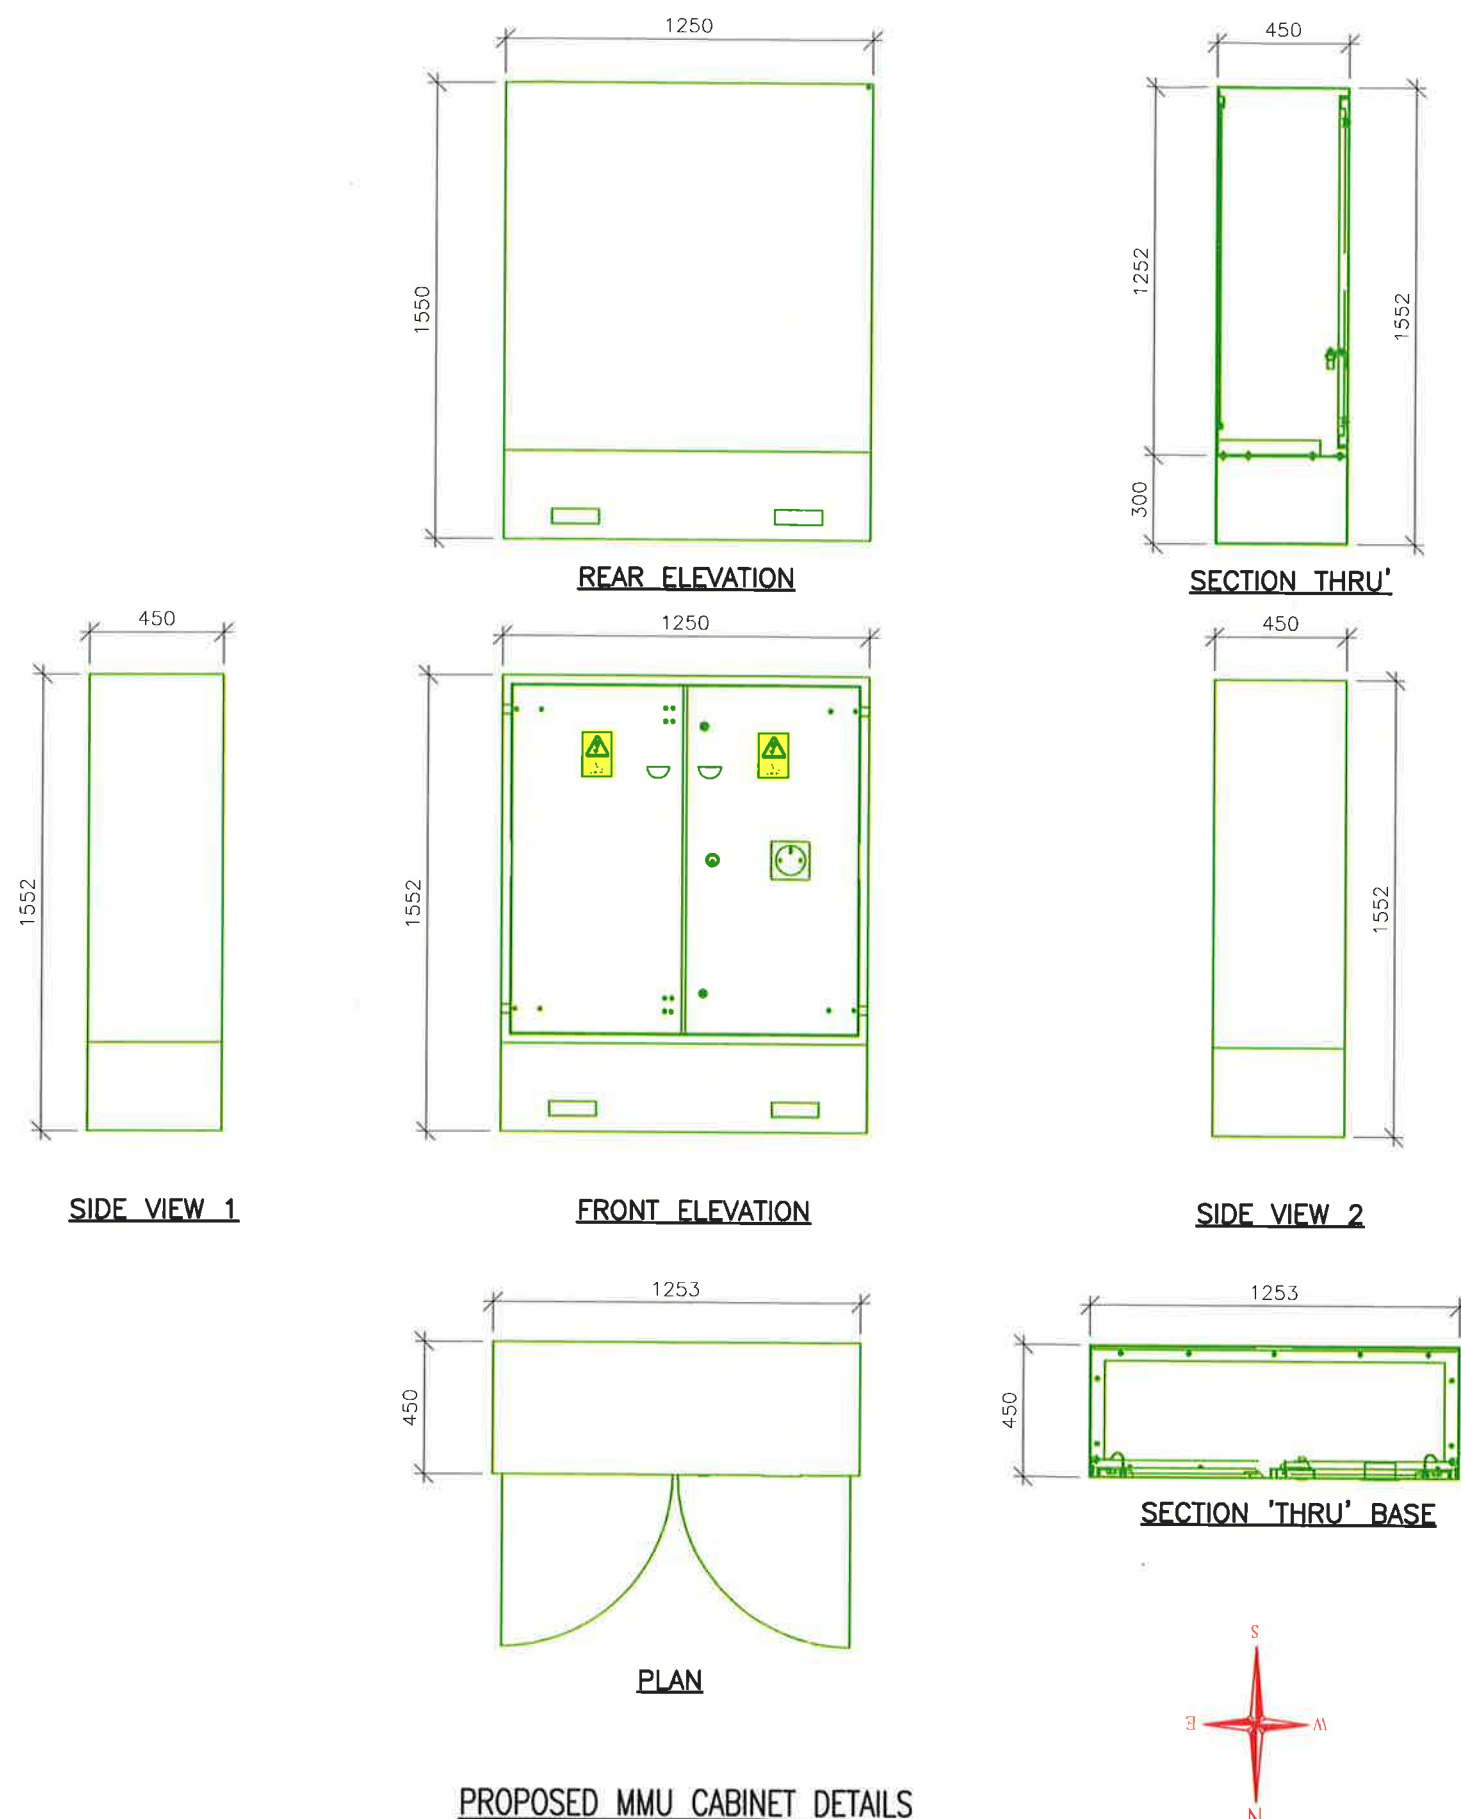 1250
450
1550
1252
1552
300
REAR ELEVATION
SECTION THRU'
450
1250
450
1552
1552
1552
SIDE VIEW 1
FRONT ELEVATION
SIDE VIEW 2
1253
1253
450
450
SECTION 'THRU' BASE
PLAN
S
E
W
N
PROPOSED MMU CABINET DETAILS